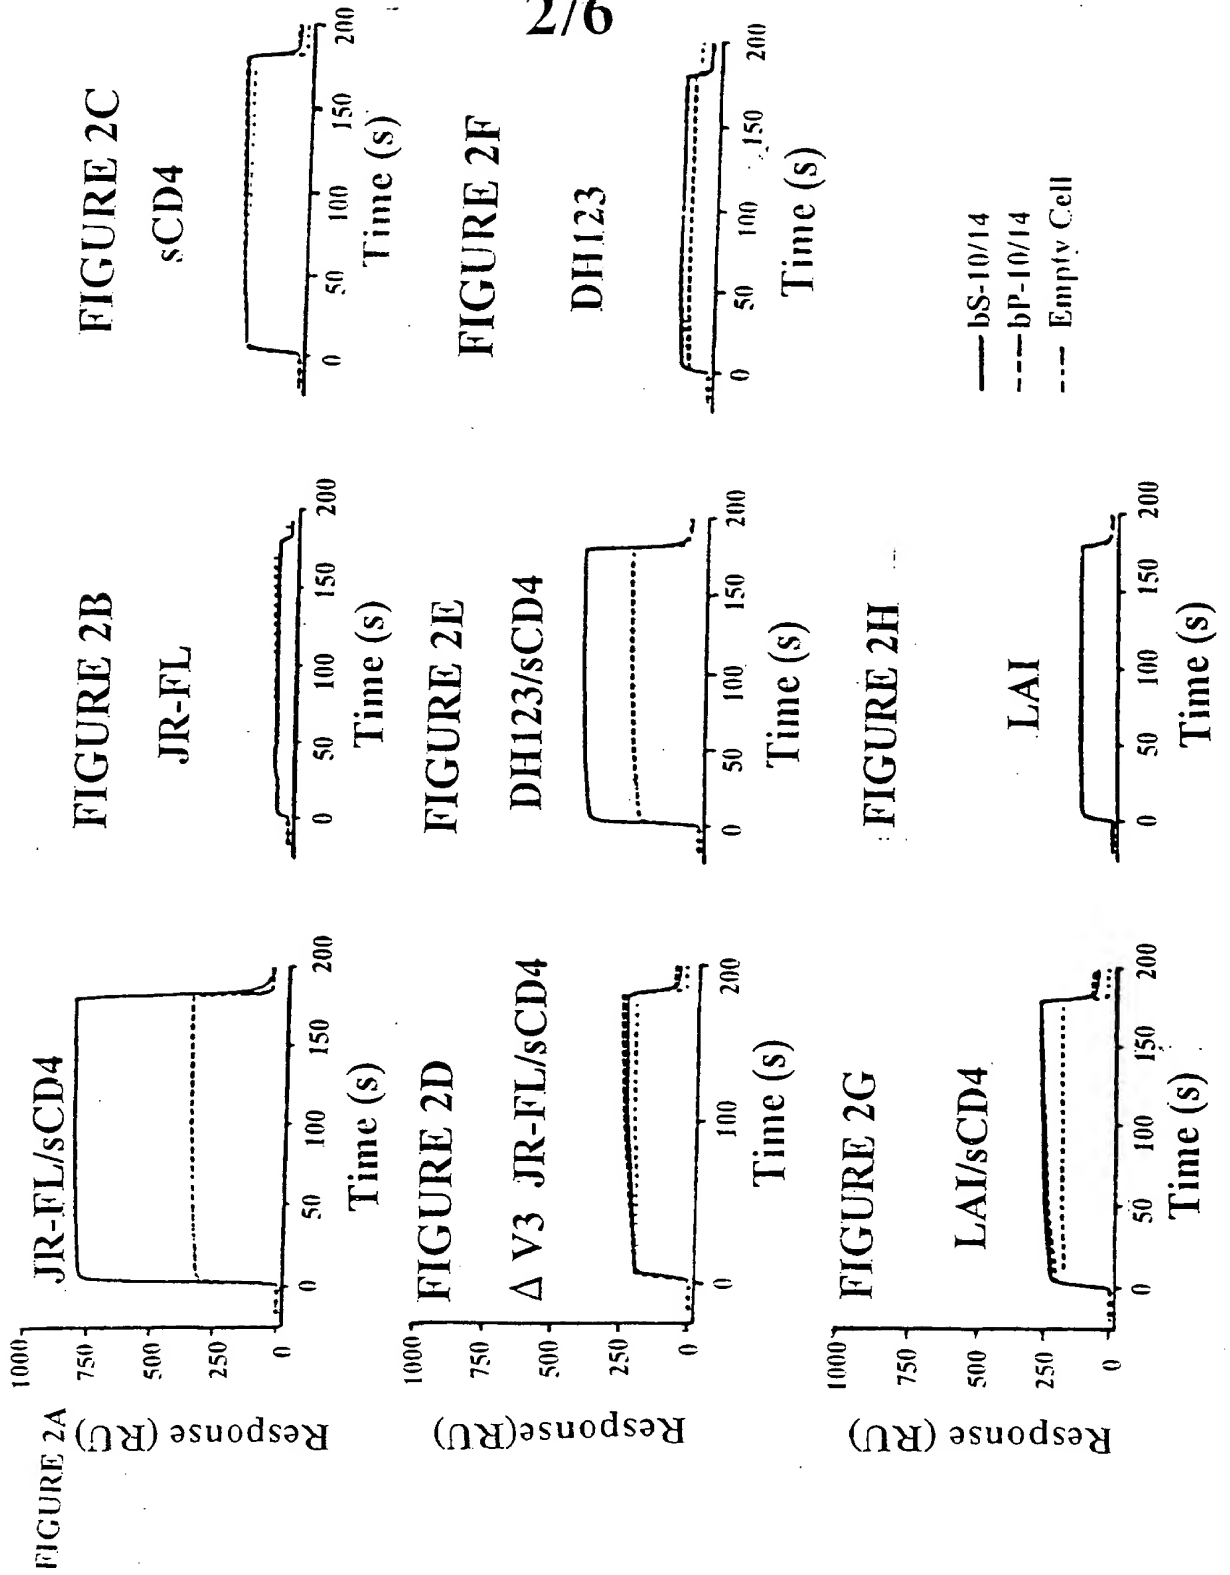 2/6
FIGURE 2A
JR-FL/sCD4
Response (RU)
1000
750
500
250
0
0
50
100
150
200
Time (s)
FIGURE 2B
JR-FL
0
50
100
150
200
Time (s)
FIGURE 2C
sCD4
0
50
100
150
200
Time (s)
FIGURE 2D
Δ V3 JR-FL/sCD4
Response(RU)
1000
750
500
250
0
0
100
200
Time (s)
FIGURE 2E
DH123/sCD4
0
50
100
150
200
Time (s)
FIGURE 2F
DH123
0
50
100
150
200
Time (s)
FIGURE 2G
LAI/sCD4
Response (RU)
1000
750
500
250
0
0
50
100
150
200
Time (s)
FIGURE 2H
LAI
0
50
100
150
200
Time (s)
bS-10/14
bP-10/14
Empty Cell